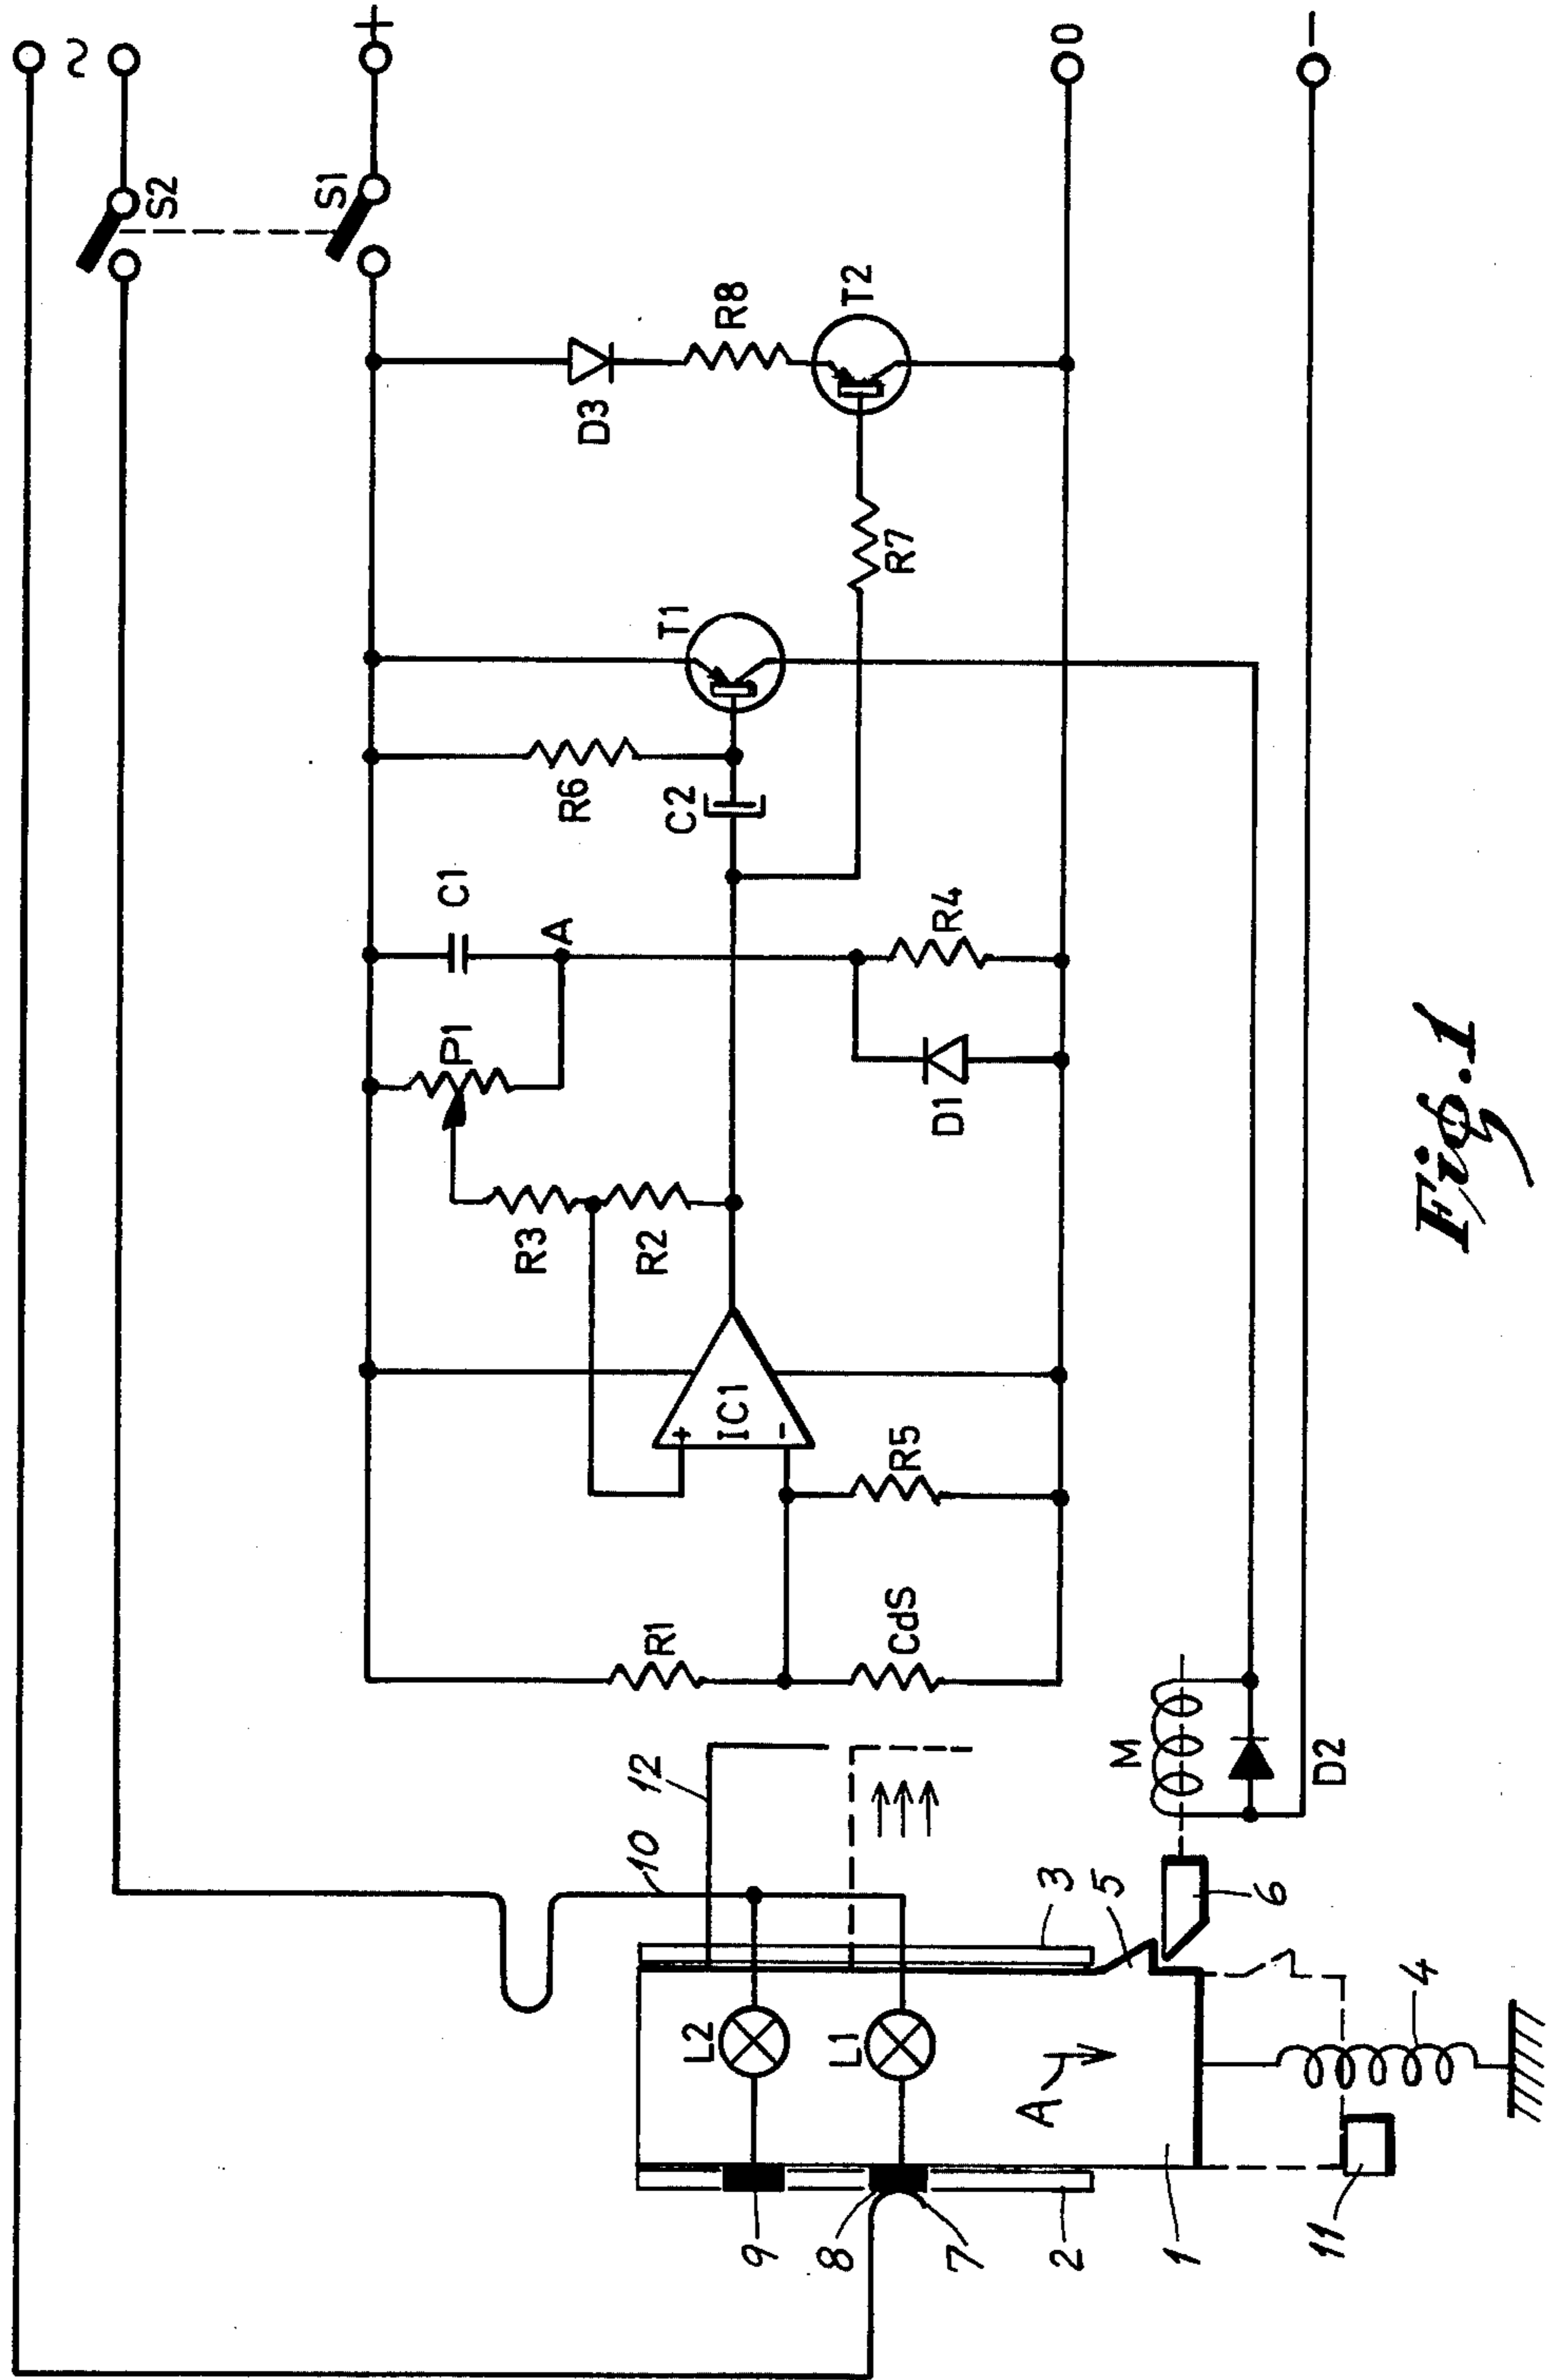 ~
+
0
-
S2
S1
D3
R8
T2
T1
R7
R6
C2
C1
A
R4
P1
D1
R3
R2
+
IC1
-
R5
R1
CdS
M
D2
12
10
3
5
6
L2
L1
A
4
9
8
7
2
1
11
Fig. 1